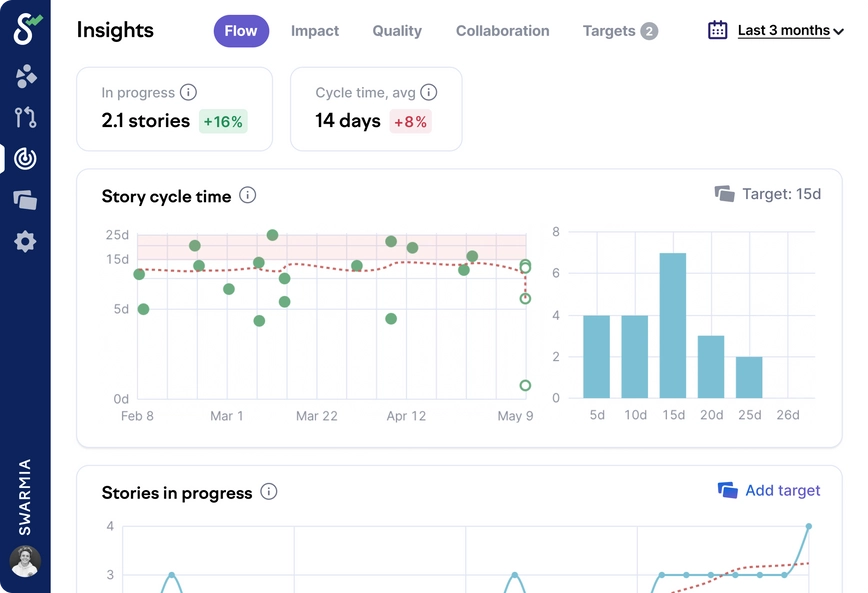 Insights
Flow
Impact
Quality
Collaboration
Targets 2
Last 3 months
In progress
2.1 stories +16%
Cycle time, avg
14 days +8%
Story cycle time
Target: 15d
25d
15d
5d
0d
Feb 8
Mar 1
Mar 22
Apr 12
May 9
8
6
4
2
0
5d
10d
15d
20d
25d
26d
Stories in progress
Add target
4
3
SWARMIA